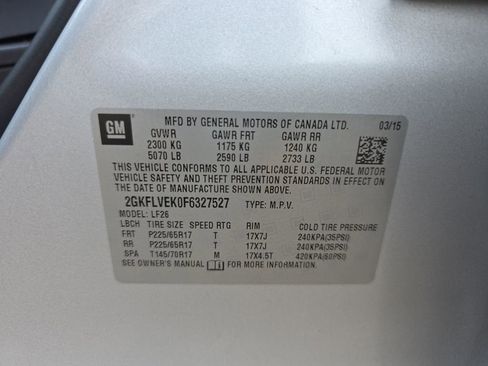 GM
MFD BY GENERAL MOTORS OF CANADA LTD. 03/15
GVWR GAWR FRT GAWR RR
2300 KG 1175 KG 1240 KG
5070 LB 2590 LB 2733 LB
THIS VEHICLE CONFORMS TO ALL APPLICABLE U.S. FEDERAL MOTOR
VEHICLE SAFETY AND THEFT PREVENTION STANDARDS IN EFFECT ON
THE DATE OF MANUFACTURE SHOWN ABOVE.
2GKFLVEK0F6327527 TYPE: M.P.V.
MODEL: LF26
LBCH TIRE SIZE SPEED RTG RIM COLD TIRE PRESSURE
FRT P225/65R17 T 17X7J 240KPA(35PSI)
RR P225/65R17 T 17X7J 240KPA(35PSI)
SPA T145/70R17 M 17X4.5T 420KPA(60PSI)
SEE OWNER'S MANUAL FOR MORE INFORMATION.